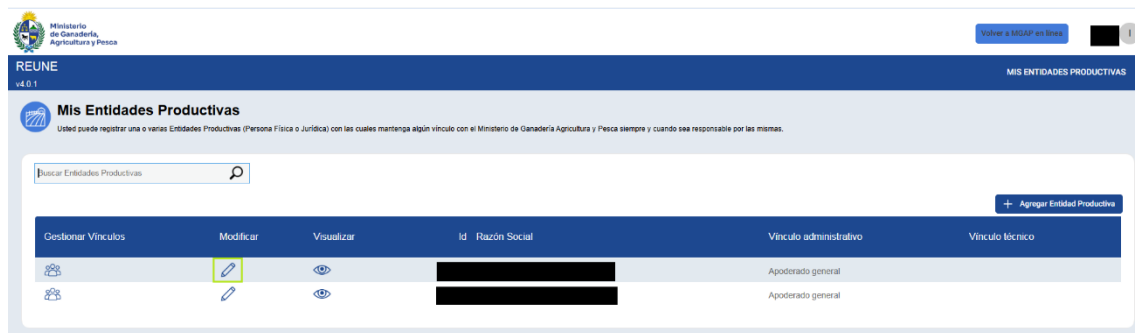 Ministerio
de Ganadería,
Agricultura y Pesca
Volver a MGAP en línea
REUNE
v4.0.1
MIS ENTIDADES PRODUCTIVAS
Mis Entidades Productivas
Usted puede registrar una o varias Entidades Productivas (Persona Física o Jurídica) con las cuales mantenga algún vínculo con el Ministerio de Ganadería Agricultura y Pesca siempre y cuando sea responsable por las mismas.
Buscar Entidades Productivas
+ Agregar Entidad Productiva
Gestionar Vínculos Modificar Visualizar Id Razón Social Vínculo administrativo Vínculo técnico
Apoderado general
Apoderado general